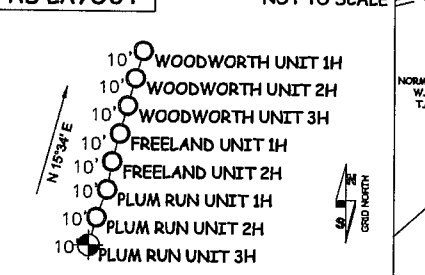 NOT TO SCALE
10' WOODWORTH UNIT 1H
10' WOODWORTH UNIT 2H
10' WOODWORTH UNIT 3H
10' FREELAND UNIT 1H
10' FREELAND UNIT 2H
10' PLUM RUN UNIT 1H
10' PLUM RUN UNIT 2H
10' PLUM RUN UNIT 3H
N 15°34' E
N
S
GRID NORTH
NORM
W.
T.